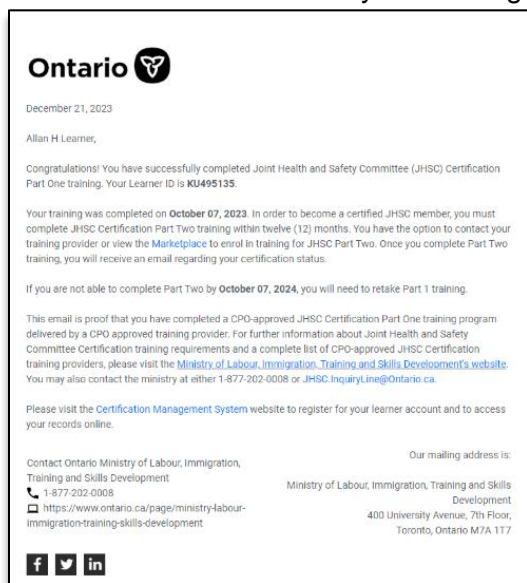 Ontario
December 21, 2023
Allan H Learner,
Congratulations! You have successfully completed Joint Health and Safety Committee (JHSC) Certification
Part One training. Your Learner ID is KU495135.
Your training was completed on October 07, 2023. In order to become a certified JHSC member, you must
complete JHSC Certification Part Two training within twelve (12) months. You have the option to contact your
training provider or view the Marketplace to enrol in training for JHSC Part Two. Once you complete Part Two
training, you will receive an email regarding your certification status.
If you are not able to complete Part Two by October 07, 2024, you will need to retake Part 1 training.
This email is proof that you have completed a CPO-approved JHSC Certification Part One training program
delivered by a CPO approved training provider. For further information about Joint Health and Safety
Committee Certification training requirements and a complete list of CPO-approved JHSC Certification
training providers, please visit the Ministry of Labour, Immigration, Training and Skills Development's website.
You may also contact the ministry at either 1-877-202-0008 or JHSC.InquiryLine@Ontario.ca.
Please visit the Certification Management System website to register for your learner account and to access
your records online.
Contact Ontario Ministry of Labour, Immigration,
Training and Skills Development
1-877-202-0008
https://www.ontario.ca/page/ministry-labour-
immigration-training-skills-development
Our mailing address is:
Ministry of Labour, Immigration, Training and Skills
Development
400 University Avenue, 7th Floor,
Toronto, Ontario M7A 1T7